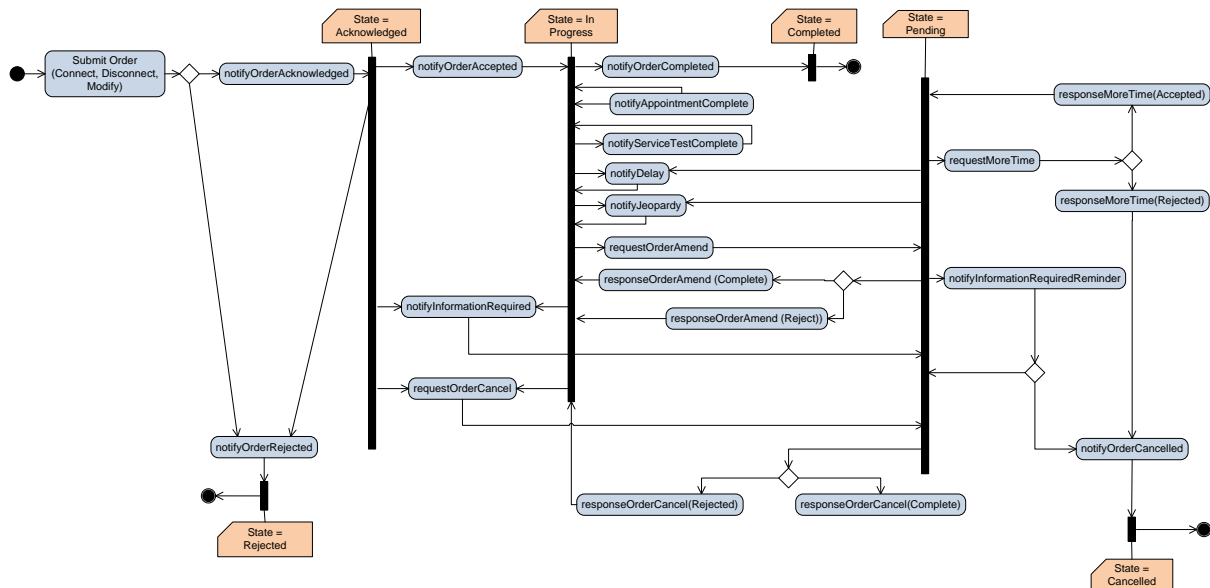 State =
Acknowledged
State = In
Progress
State =
Completed
State =
Pending
Submit Order
(Connect, Disconnect,
Modify)
notifyOrderAcknowledged
notifyOrderAccepted
notifyOrderCompleted
responseMoreTime(Accepted)
notifyAppointmentComplete
notifyServiceTestComplete
requestMoreTime
notifyDelay
notifyJeopardy
responseMoreTime(Rejected)
requestOrderAmend
responseOrderAmend (Complete)
notifyInformationRequiredReminder
notifyInformationRequired
responseOrderAmend (Reject))
requestOrderCancel
notifyOrderRejected
notifyOrderCancelled
responseOrderCancel(Rejected)
responseOrderCancel(Complete)
State =
Rejected
State =
Cancelled